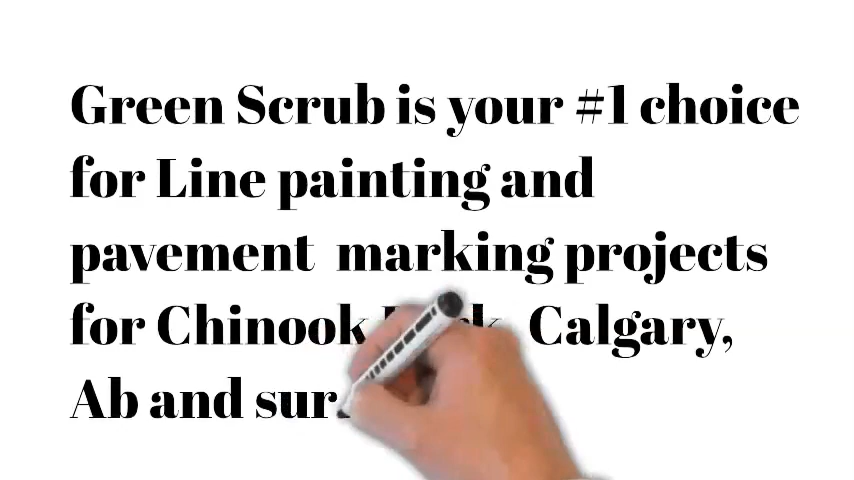 Green Scrub is your #1 choice
for Line painting and
pavement marking projects
for Chinook Calgary,
Ab and sur